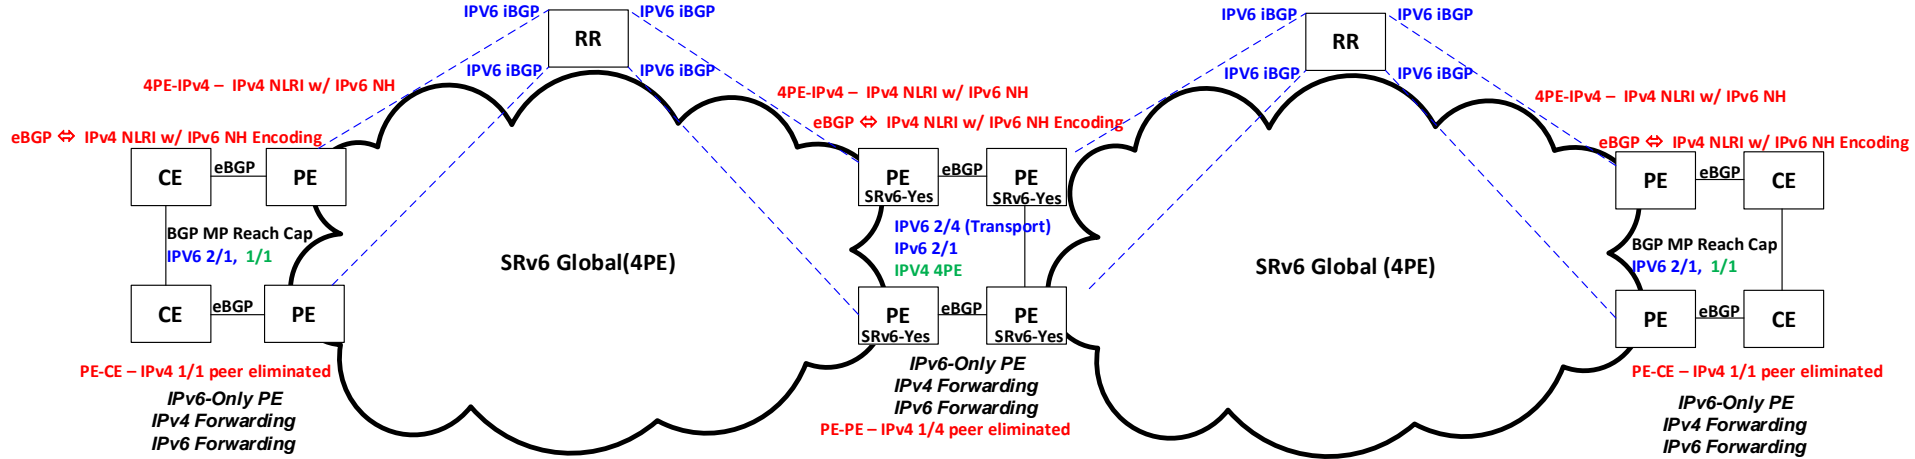 IPV6 iBGP
IPV6 iBGP
RR
IPV6 iBGP
IPV6 iBGP
4PE-IPv4 – IPv4 NLRI w/ IPv6 NH
eBGP ⇔ IPv4 NLRI w/ IPv6 NH Encoding
CE
eBGP
PE
BGP MP Reach Cap
IPV6 2/1, 1/1
CE
eBGP
PE
PE-CE – IPv4 1/1 peer eliminated
IPv6-Only PE
IPv4 Forwarding
IPv6 Forwarding
SRv6 Global(4PE)
4PE-IPv4 – IPv4 NLRI w/ IPv6 NH
eBGP ⇔ IPv4 NLRI w/ IPv6 NH Encoding
PE
SRv6-Yes
eBGP
PE
SRv6-Yes
IPV6 2/4 (Transport)
IPv6 2/1
IPV4 4PE
PE
SRv6-Yes
eBGP
PE
SRv6-Yes
IPv6-Only PE
IPv4 Forwarding
IPv6 Forwarding
PE-PE – IPv4 1/4 peer eliminated
IPV6 iBGP
IPV6 iBGP
RR
IPV6 iBGP
IPV6 iBGP
SRv6 Global (4PE)
4PE-IPv4 – IPv4 NLRI w/ IPv6 NH
eBGP ⇔ IPv4 NLRI w/ IPv6 NH Encoding
PE
eBGP
CE
BGP MP Reach Cap
IPV6 2/1, 1/1
PE
eBGP
CE
PE-CE – IPv4 1/1 peer eliminated
IPv6-Only PE
IPv4 Forwarding
IPv6 Forwarding